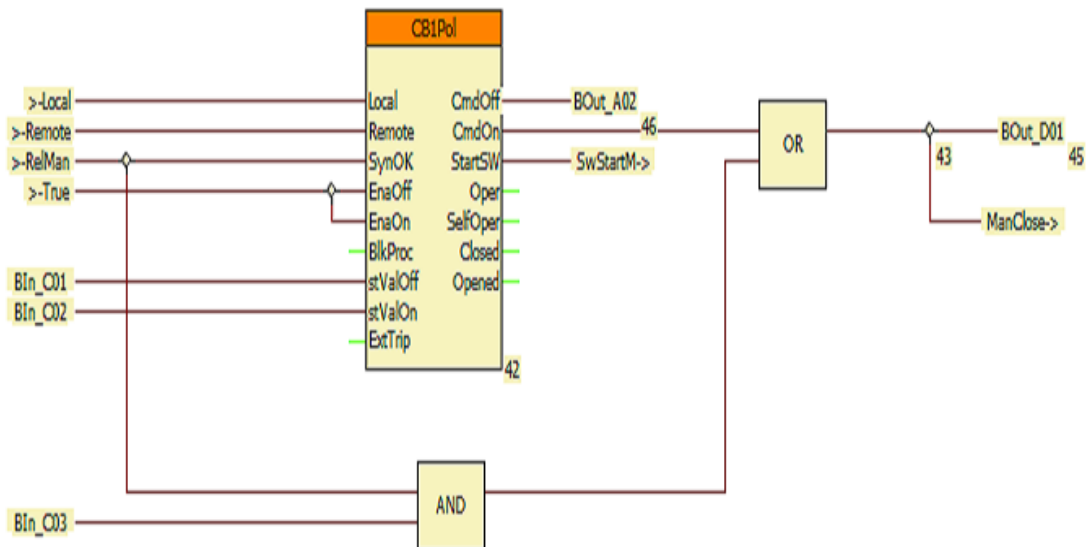 CB1Pol
>-Local
Local
CmdOff
BOut_A02
>-Remote
Remote
CmdOn
46
OR
BOut_D01
>-RelMan
SynOK
StartSW
SwStartM->
43
45
>-True
EnaOff
Oper
EnaOn
SelfOper
ManClose->
BlkProc
Closed
BIn_C01
stValOff
Opened
BIn_C02
stValOn
ExtTrip
42
AND
BIn_C03